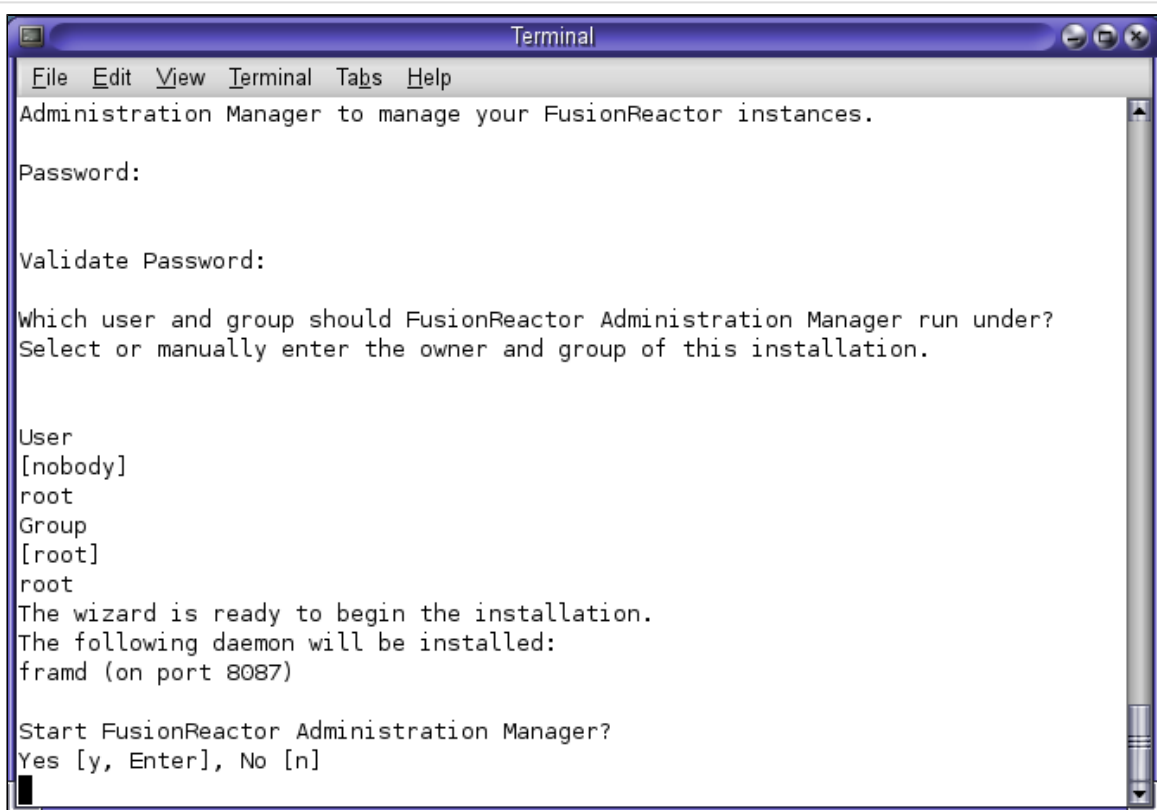 Terminal
File Edit View Terminal Tabs Help
Administration Manager to manage your FusionReactor instances.
Password:
Validate Password:
Which user and group should FusionReactor Administration Manager run under?
Select or manually enter the owner and group of this installation.
User
[nobody]
root
Group
[root]
root
The wizard is ready to begin the installation.
The following daemon will be installed:
framd (on port 8087)
Start FusionReactor Administration Manager?
Yes [y, Enter], No [n]